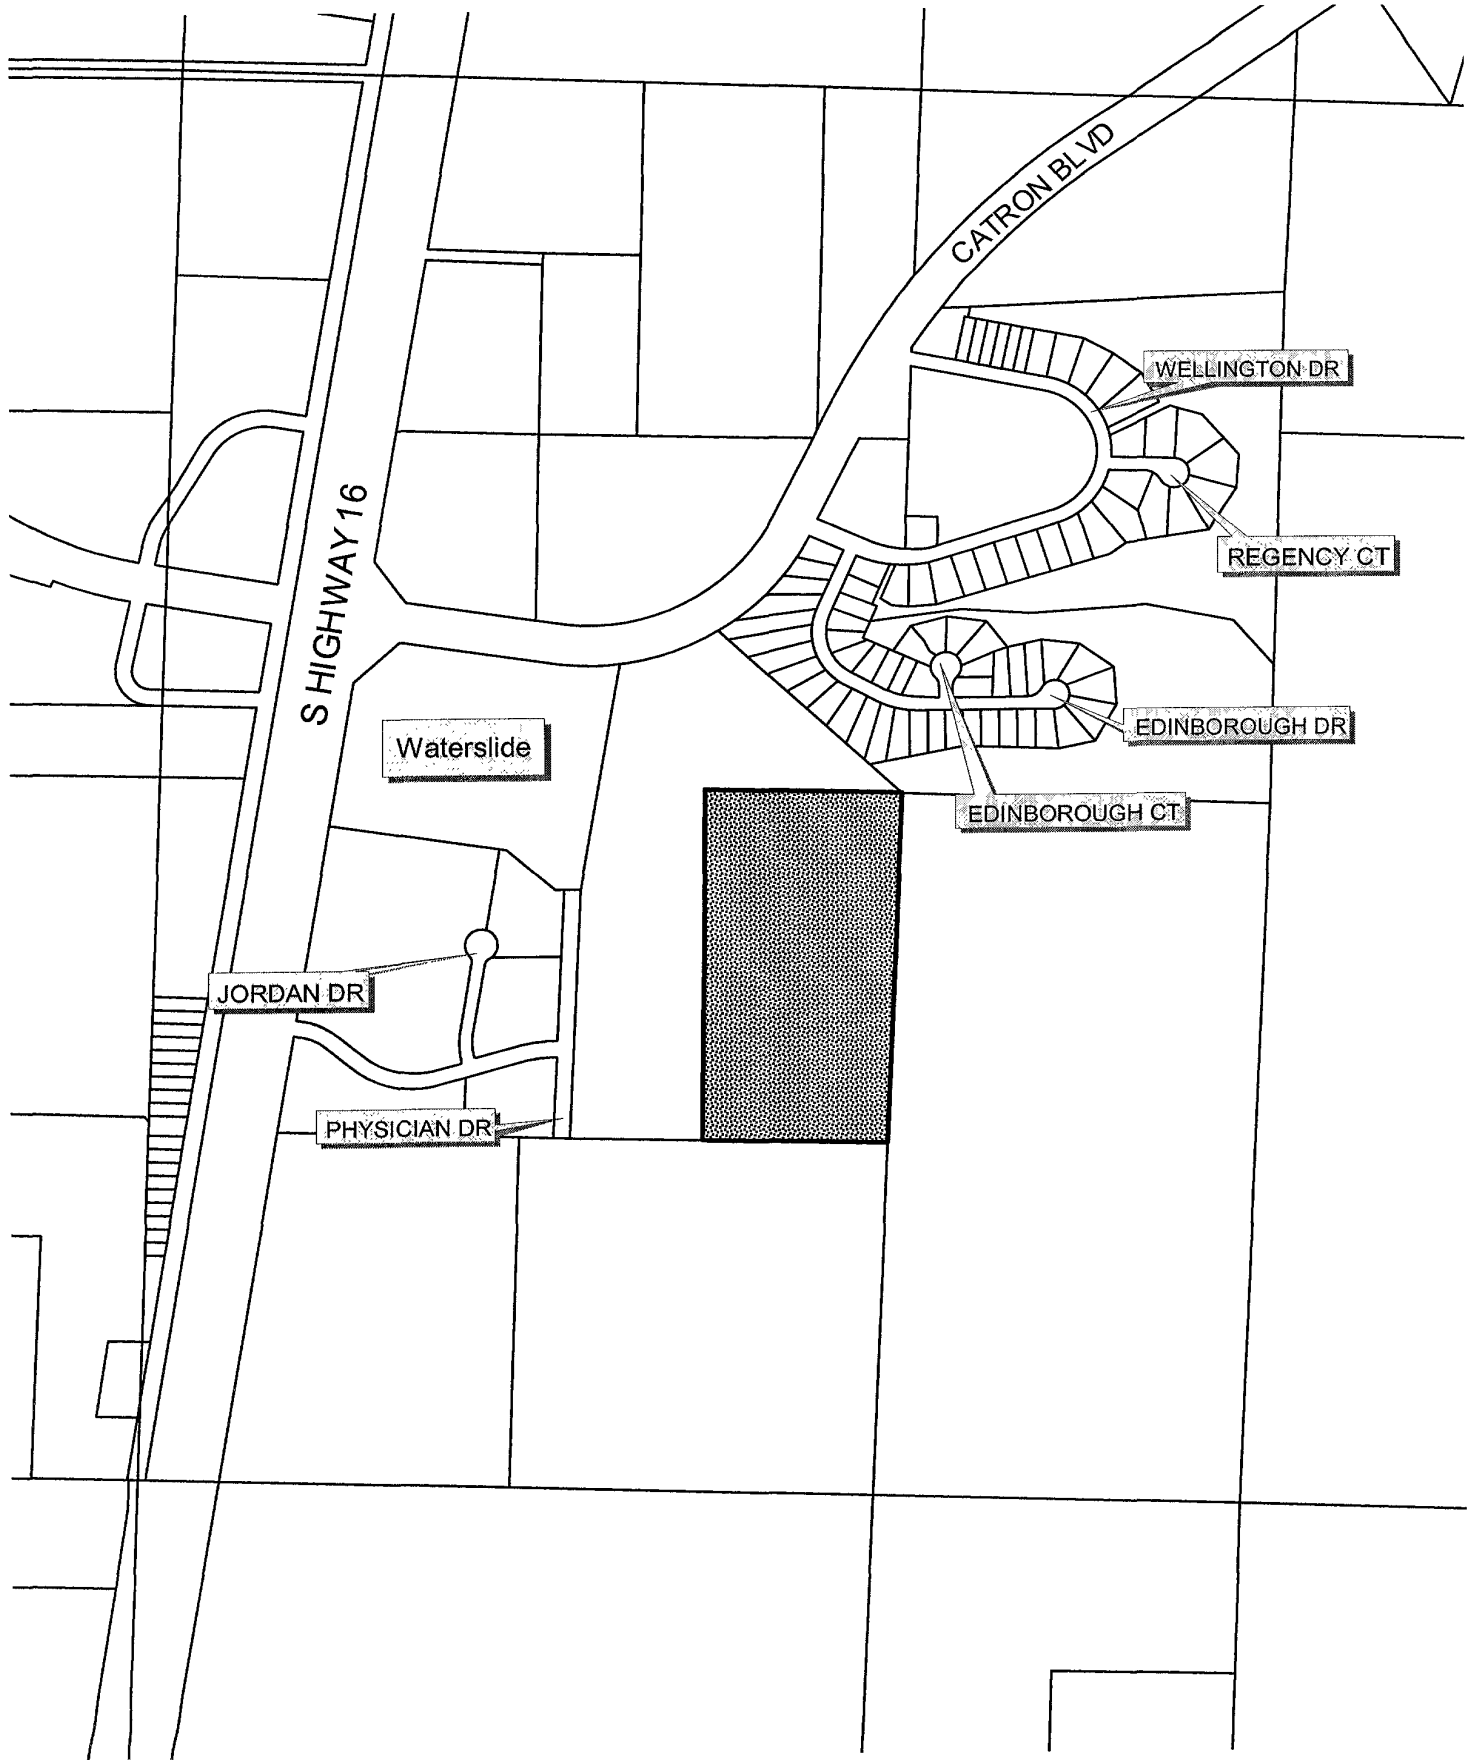 CATRON BLVD
WELLINGTON DR
S HIGHWAY 16
REGENCY CT
EDINBOROUGH DR
Waterslide
EDINBOROUGH CT
JORDAN DR
PHYSICIAN DR